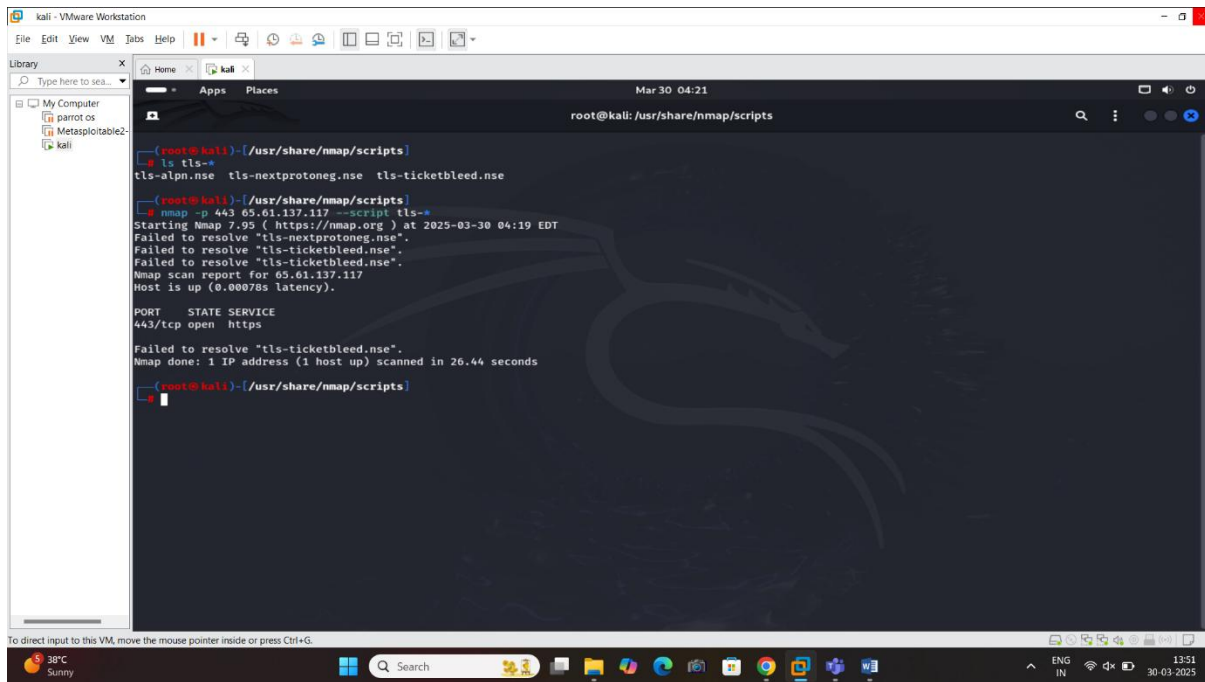 kali - VMware Workstation
File Edit View VM Tabs Help
Library
Type here to sea...
My Computer
parrot os
Metasploitable2-
kali
Home
kali
Apps Places
Mar 30 04:21
root@kali: /usr/share/nmap/scripts
(root@kali)-[/usr/share/nmap/scripts]
# ls tls-*
tls-alpn.nse tls-nextprotoneg.nse tls-ticketbleed.nse
(root@kali)-[/usr/share/nmap/scripts]
# nmap -p 443 65.61.137.117 --script tls-*
Starting Nmap 7.95 ( https://nmap.org ) at 2025-03-30 04:19 EDT
Failed to resolve "tls-nextprotoneg.nse".
Failed to resolve "tls-ticketbleed.nse".
Failed to resolve "tls-ticketbleed.nse".
Nmap scan report for 65.61.137.117
Host is up (0.00078s latency).
PORT STATE SERVICE
443/tcp open https
Failed to resolve "tls-ticketbleed.nse".
Nmap done: 1 IP address (1 host up) scanned in 26.44 seconds
(root@kali)-[/usr/share/nmap/scripts]
#
To direct input to this VM, move the mouse pointer inside or press Ctrl+G.
5
38°C
Sunny
Search
ENG
IN
13:51
30-03-2025